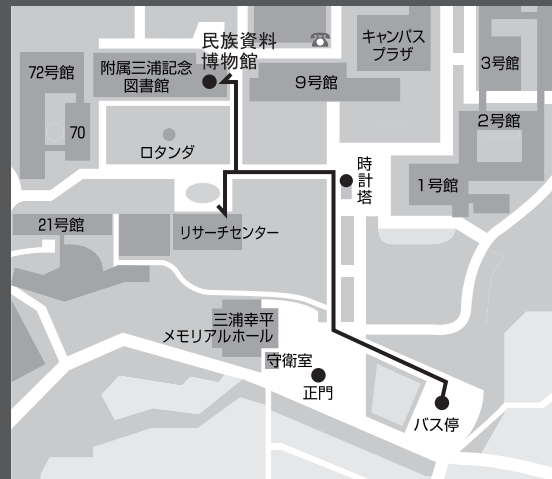 民族資料
博物館
キャンパス
プラザ
3号館
72号館
附属三浦記念
図書館
9号館
2号館
70
ロタンダ
時計塔
1号館
21号館
リサーチセンター
三浦幸平
メモリアルホール
守衛室
正門
バス停